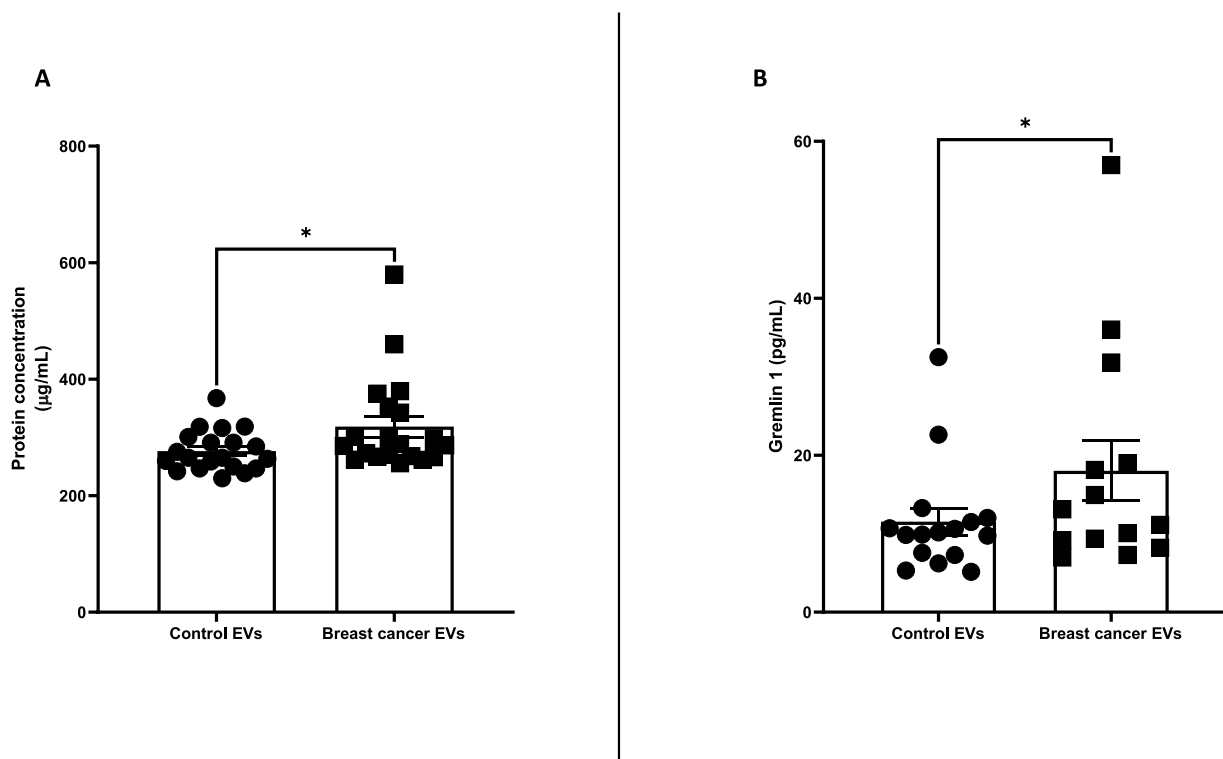 A
800
600
400
200
0
Protein concentration
(µg/mL)
*
Control EVs
Breast cancer EVs
B
60
40
20
0
Gremlin 1 (pg/mL)
*
Control EVs
Breast cancer EVs